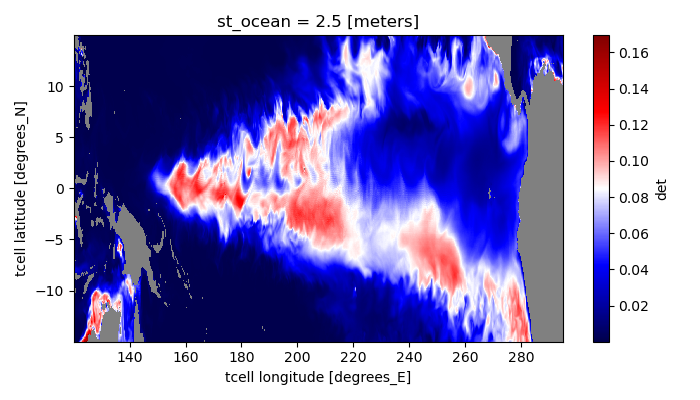 st_ocean = 2.5 [meters]
10
5
0
−5
−10
tcell latitude [degrees_N]
140 160 180 200 220 240 260 280
tcell longitude [degrees_E]
0.16
0.14
0.12
0.10
0.08
0.06
0.04
0.02
det